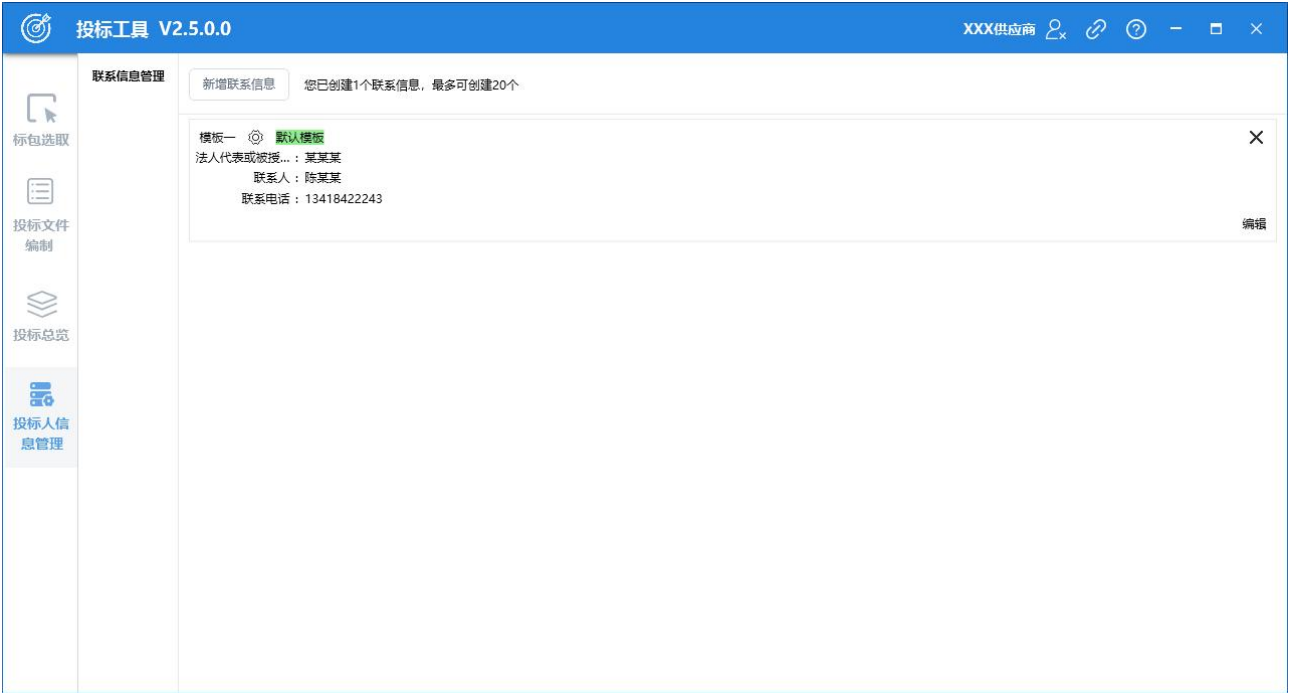 投标工具 V2.5.0.0
XXX供应商
联系信息管理
新增联系信息
您已创建1个联系信息，最多可创建20个
标包选取
投标文件
编制
投标总览
投标人信
息管理
模板一 默认模板
法人代表或被授...：某某某
联系人：陈某某
联系电话：13418422243
编辑